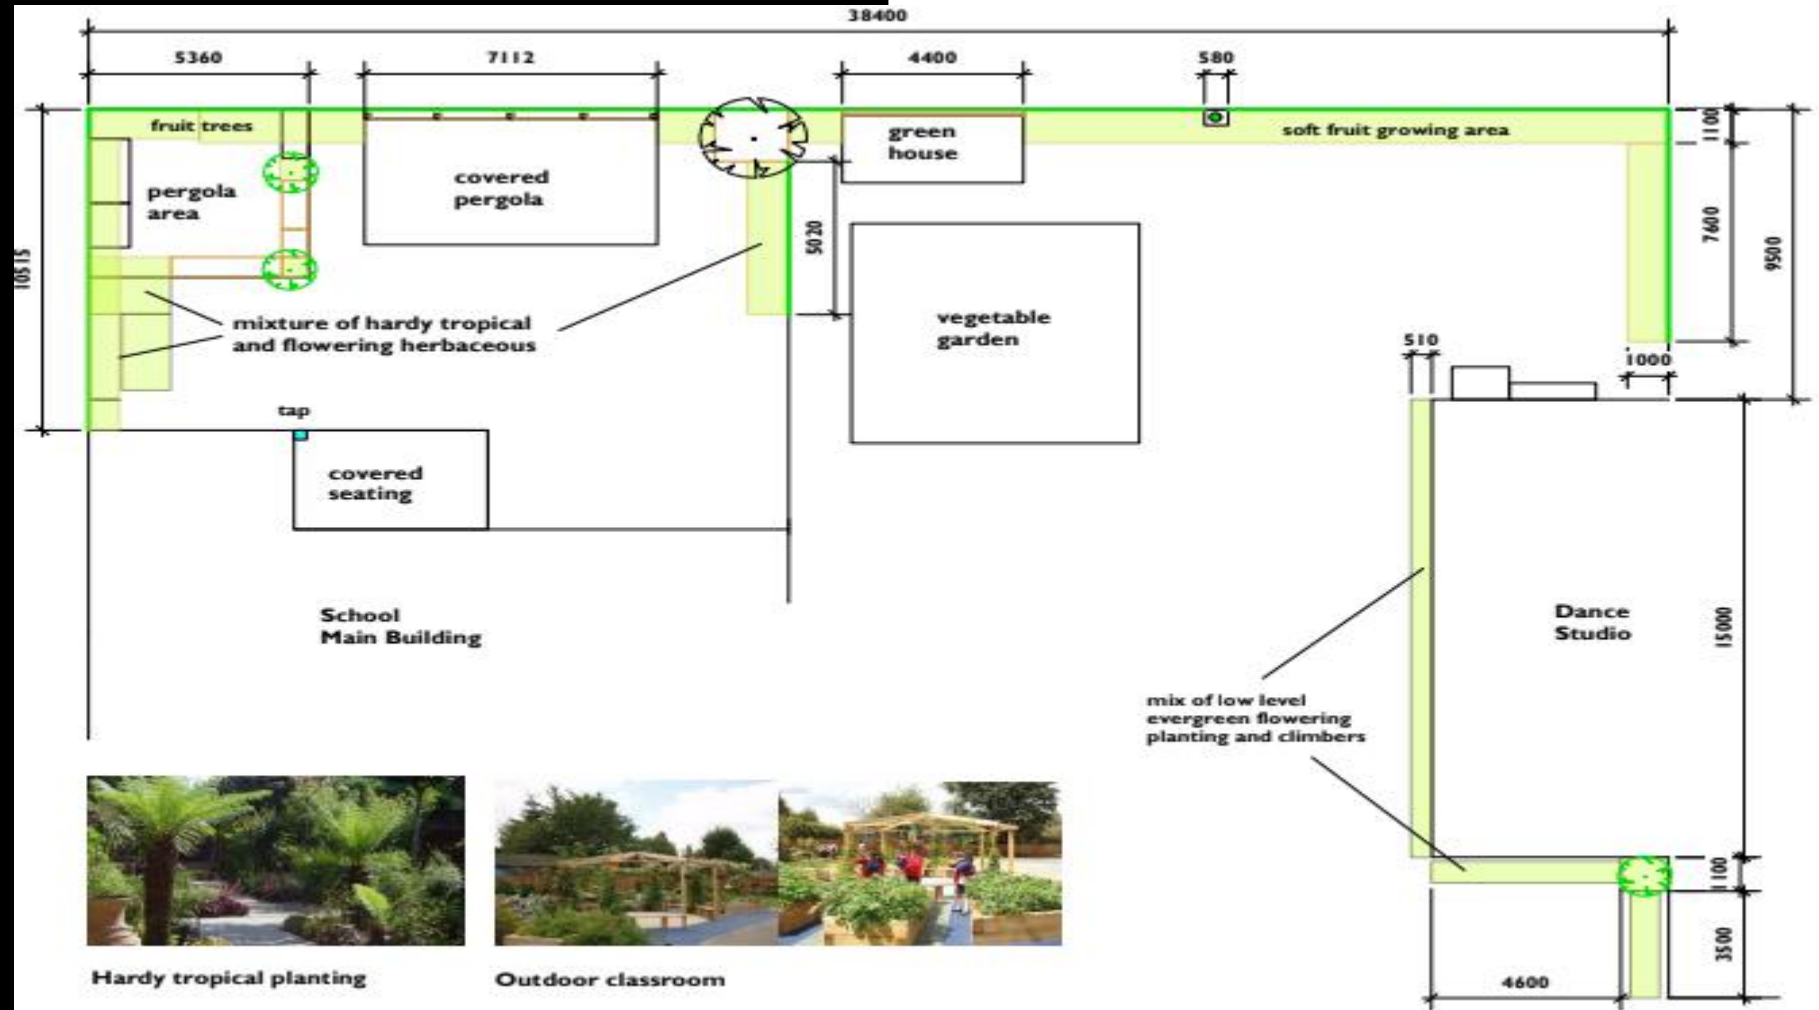 38400
5360
7112
4400
580
fruit trees
green
house
soft fruit growing area
1100
covered
pergola
pergola
area
5020
7600
9500
10515
mixture of hardy tropical
and flowering herbaceous
vegetable
garden
510
1000
tap
covered
seating
School
Main Building
Dance
Studio
15000
mix of low level
evergreen flowering
planting and climbers
1100
3500
4600
Hardy tropical planting
Outdoor classroom